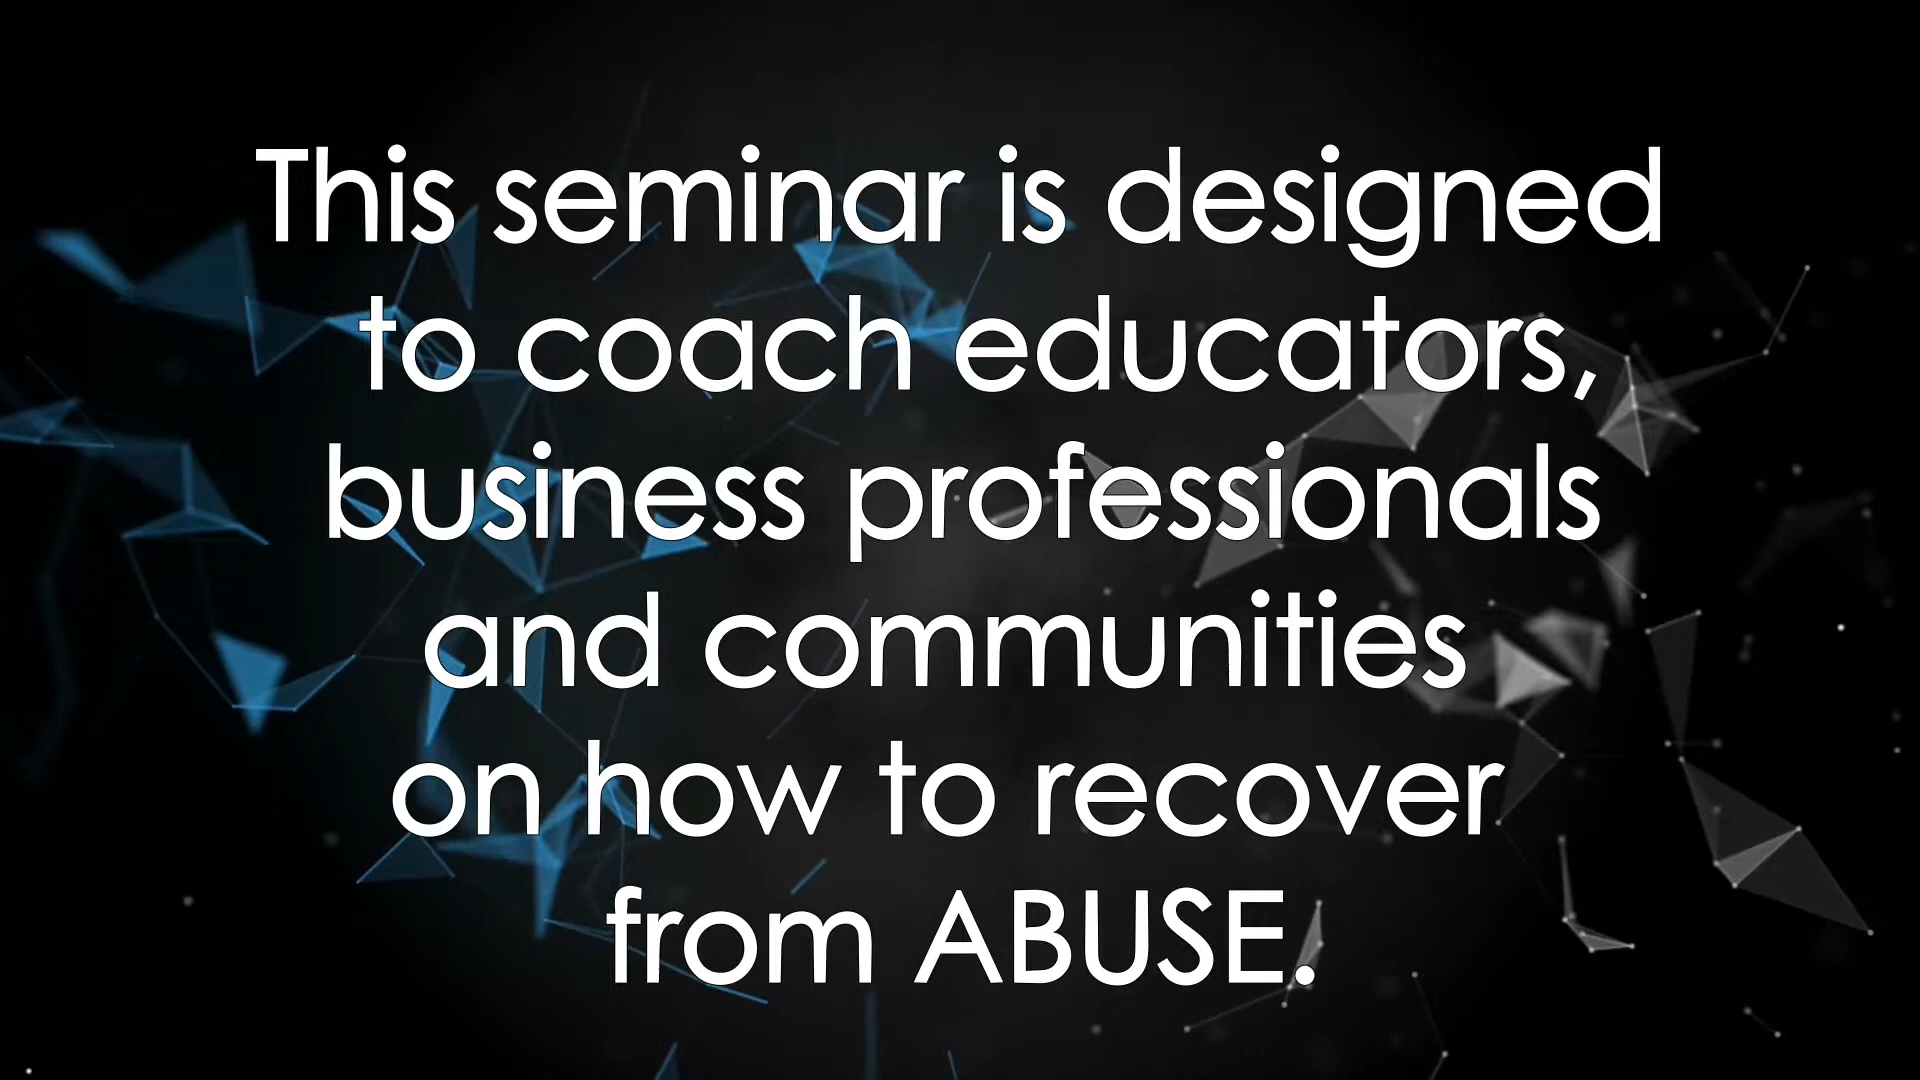 This seminar is designed
to coach educators,
business professionals
and communities
on how to recover
from ABUSE.